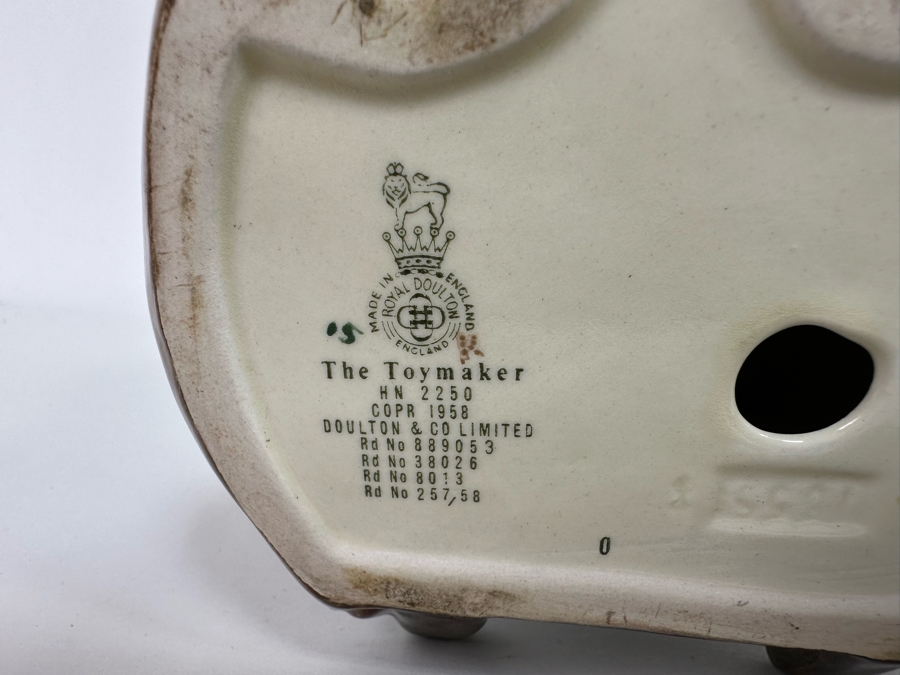 MADE IN ENGLAND
ROYAL DOULTON
ENGLAND
The Toymaker
HN 2250
COPR 1958
DOULTON & CO LIMITED
Rd No 889053
Rd No 38026
Rd No 8013
Rd No 257/58
0